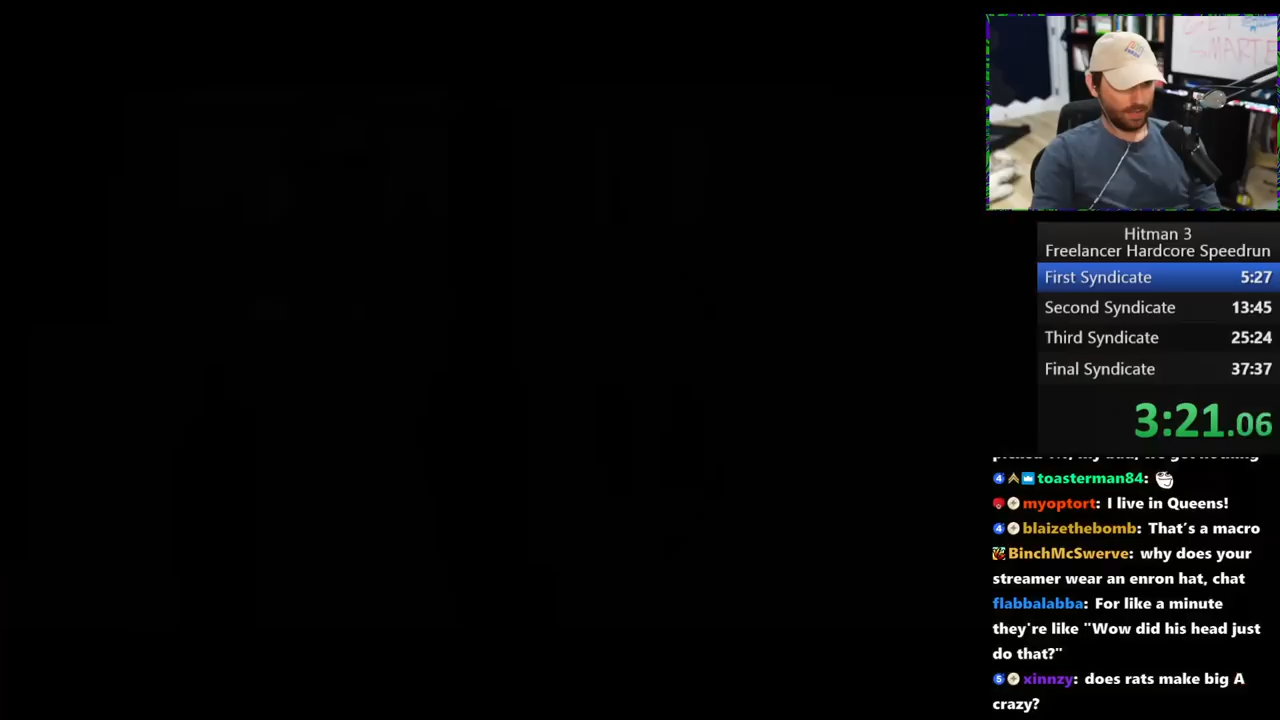 Hitman 3
Freelancer Hardcore Speedrun
First Syndicate 5:27
Second Syndicate 13:45
Third Syndicate 25:24
Final Syndicate 37:37
3:21.06
toasterman84:
myoptort: I live in Queens!
blaizethebomb: That's a macro
BinchMcSwerve: why does your
streamer wear an enron hat, chat
flabbalabba: For like a minute
they're like "Wow did his head just
do that?"
xinnzy: does rats make big A
crazy?